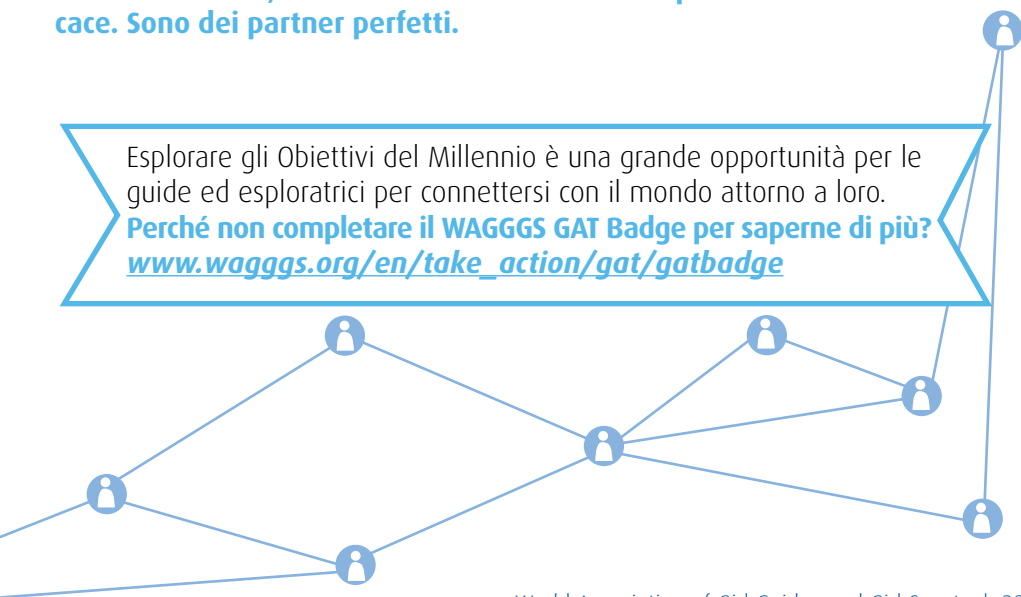 cace. Sono dei partner perfetti.
Esplorare gli Obiettivi del Millennio è una grande opportunità per le
guide ed esploratrici per connettersi con il mondo attorno a loro.
Perché non completare il WAGGGS GAT Badge per saperne di più?
www.wagggs.org/en/take_action/gat/gatbadge